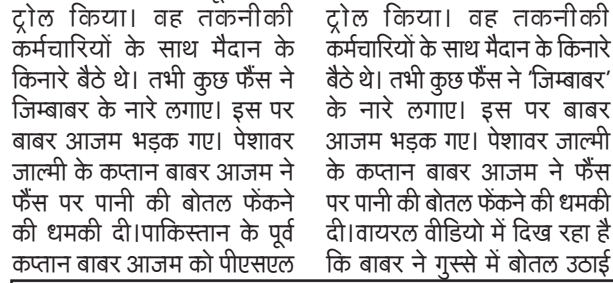 ट्रोल किया। वह तकनीकी
कर्मचारियों के साथ मैदान के
किनारे बैठे थे। तभी कुछ फैंस ने
जिम्बाबर के नारे लगाए। इस पर
बाबर आजम भड़क गए। पेशावर
जाल्मी के कप्तान बाबर आजम ने
फैंस पर पानी की बोतल फेंकने
की धमकी दी।पाकिस्तान के पूर्व
कप्तान बाबर आजम को पीएसएल
ट्रोल किया। वह तकनीकी
कर्मचारियों के साथ मैदान के किनारे
बैठे थे। तभी कुछ फैंस ने ‘जिम्बाबर’
के नारे लगाए। इस पर बाबर
आजम भड़क गए। पेशावर जाल्मी
के कप्तान बाबर आजम ने फैंस
पर पानी की बोतल फेंकने की धमकी
दी।वायरल वीडियो में दिख रहा है
कि बाबर ने गुस्से में बोतल उठाई